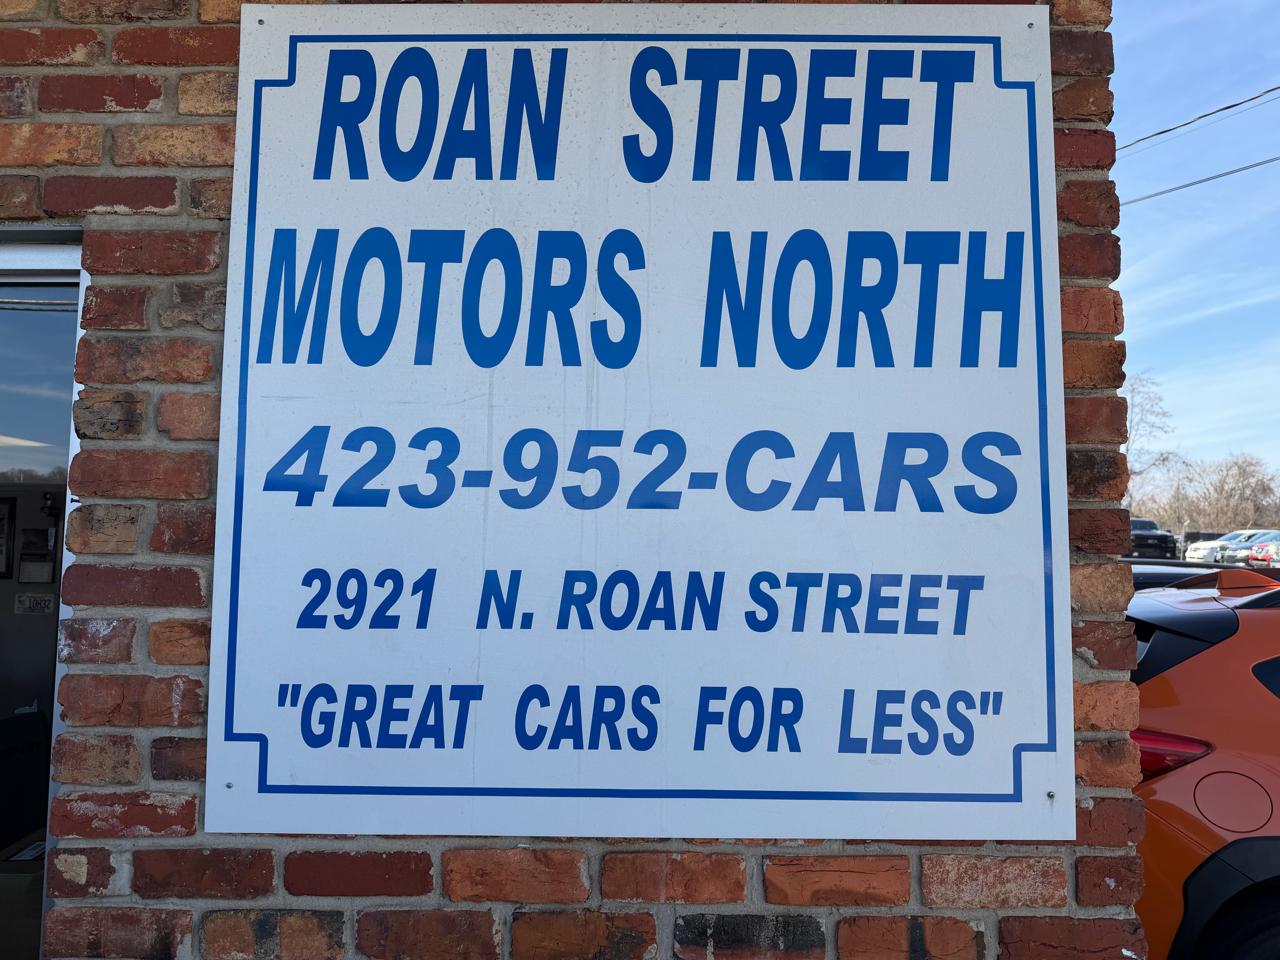 ROAN STREET
MOTORS NORTH
423-952-CARS
2921 N. ROAN STREET
"GREAT CARS FOR LESS"